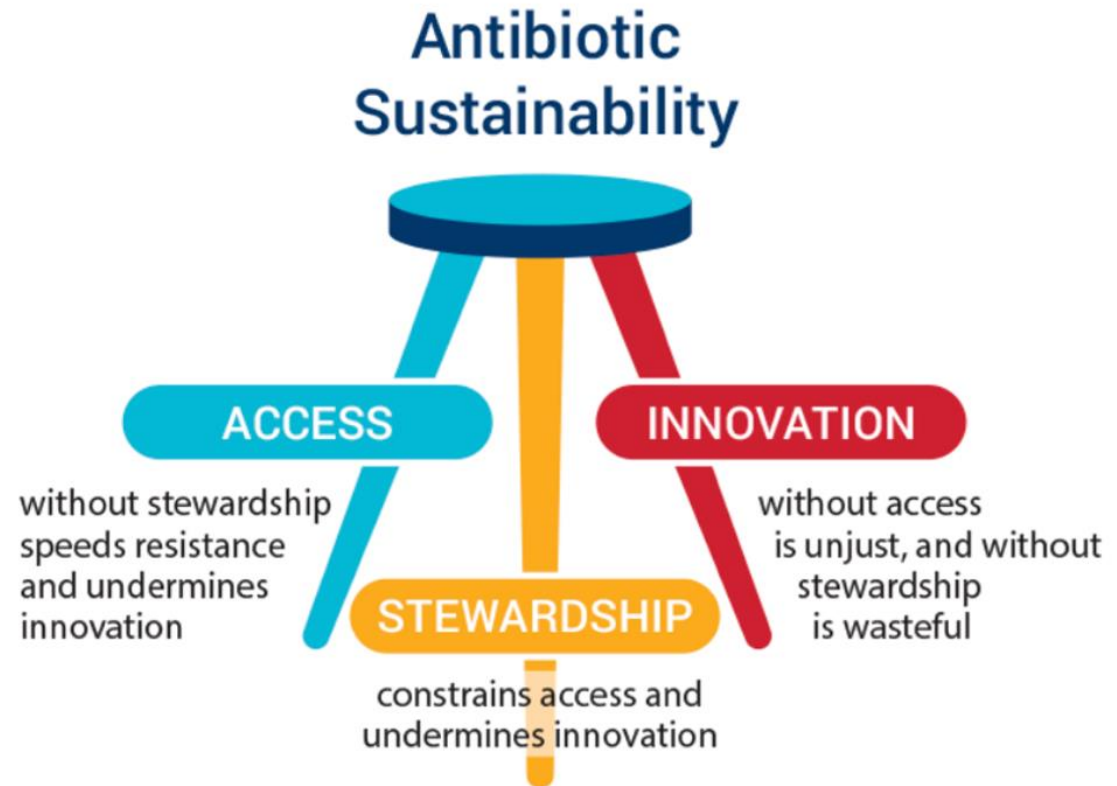 Antibiotic
Sustainability
ACCESS
without stewardship
speeds resistance
and undermines
innovation
INNOVATION
without access
is unjust, and without
stewardship
is wasteful
STEWARDSHIP
constrains access and
undermines innovation